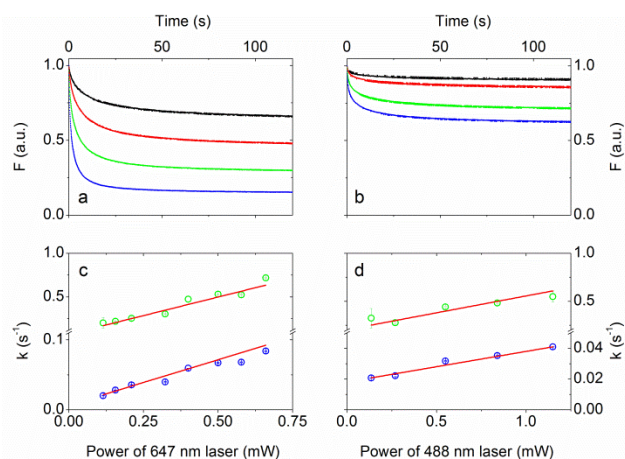 Time (s)
Time (s)
0 50 100
0 50 100
1.0
0.5
0.0
F (a.u.)
a
1.0
0.5
0.0
F (a.u.)
b
1.0
0.5
0.1
0.0
k (s⁻¹)
c
0.00 0.25 0.50 0.75
Power of 647 nm laser (mW)
1.0
0.5
0.04
0.02
0.00
k (s⁻¹)
d
0.0 0.5 1.0
Power of 488 nm laser (mW)